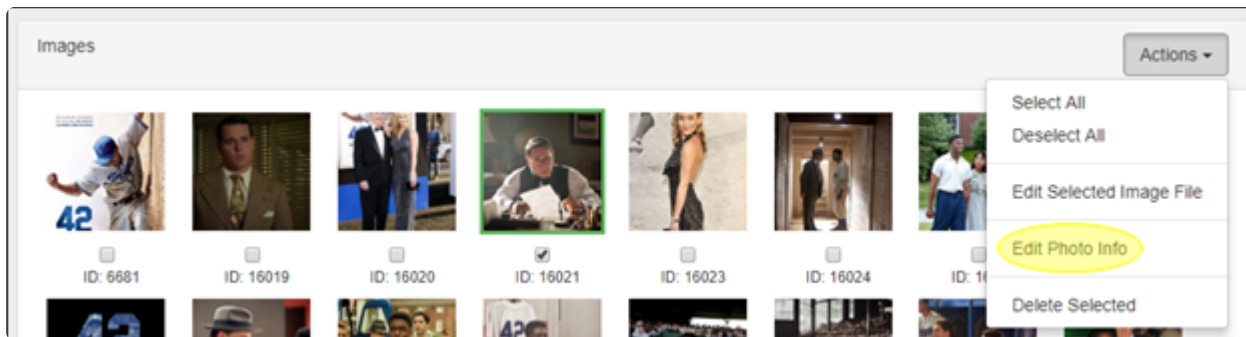 Images
Actions
Select All
Deselect All
Edit Selected Image File
Edit Photo Info
Delete Selected
42
ID: 6681
ID: 16019
ID: 16020
ID: 16021
ID: 16023
ID: 16024
42
42